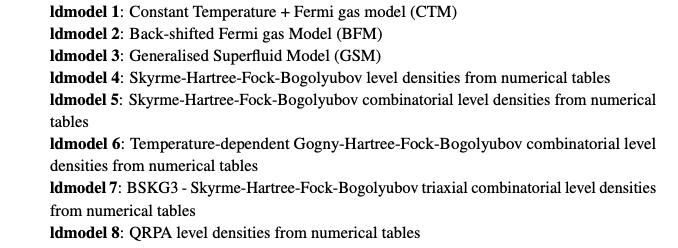 ldmodel 1: Constant Temperature + Fermi gas model (CTM)
ldmodel 2: Back-shifted Fermi gas Model (BFM)
ldmodel 3: Generalised Superfluid Model (GSM)
ldmodel 4: Skyrme-Hartree-Fock-Bogolyubov level densities from numerical tables
ldmodel 5: Skyrme-Hartree-Fock-Bogolyubov combinatorial level densities from numerical
tables
ldmodel 6: Temperature-dependent Gogny-Hartree-Fock-Bogolyubov combinatorial level
densities from numerical tables
ldmodel 7: BSKG3 - Skyrme-Hartree-Fock-Bogolyubov triaxial combinatorial level densities
from numerical tables
ldmodel 8: QRPA level densities from numerical tables